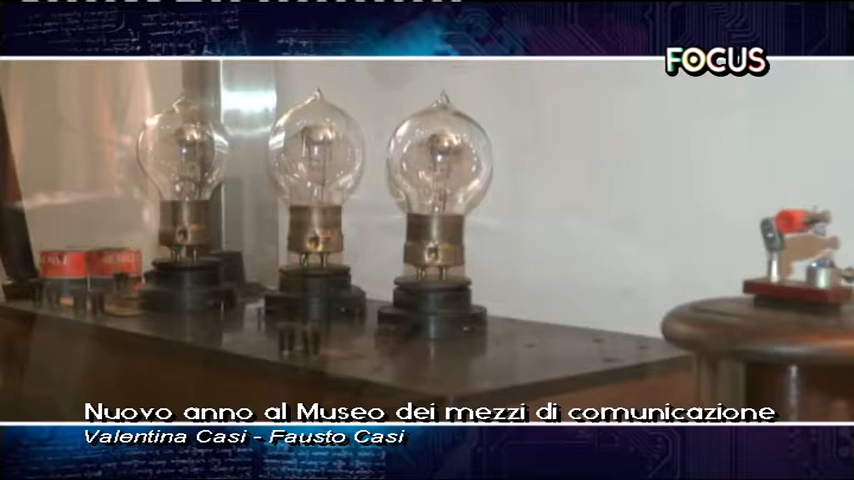 FOCUS
Nuovo anno al Museo dei mezzi di comunicazione
Valentina Casi - Fausto Casi